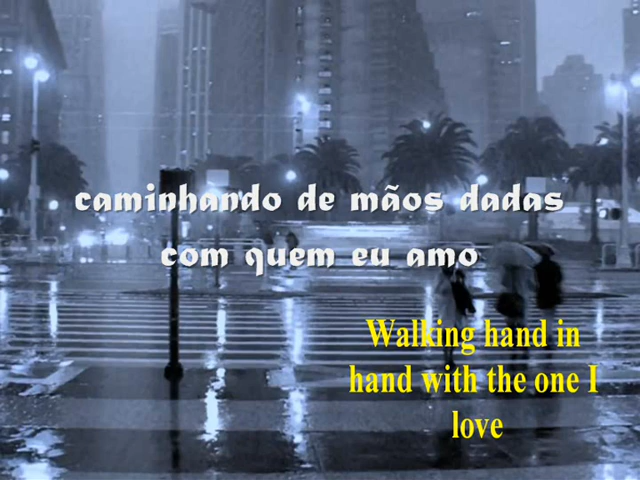 caminhando de mãos dadas
com quem eu amo
Walking hand in
hand with the one I
love